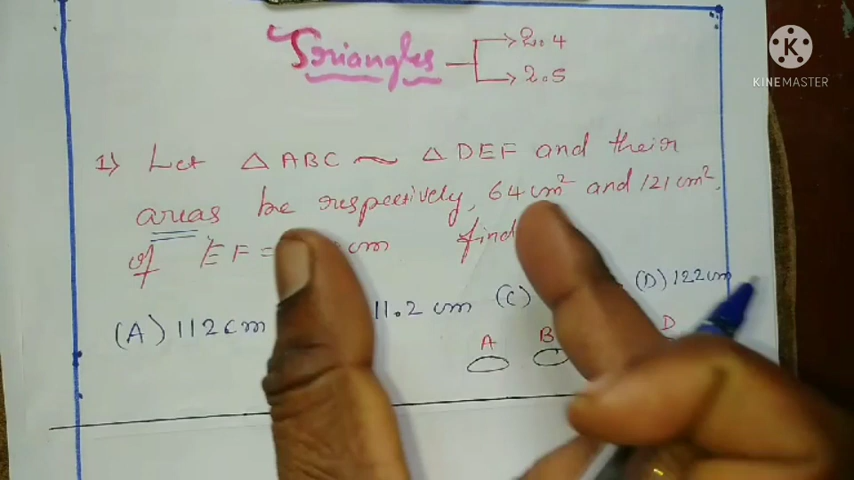 Triangles
2.4
2.5
1) Let △ ABC ~ △ DEF and their
areas be respectively, 64 cm² and 121 cm².
of EF = cm find
(A) 112 cm 11.2 cm (C) (D) 122 cm
A B D
K
KINEMASTER